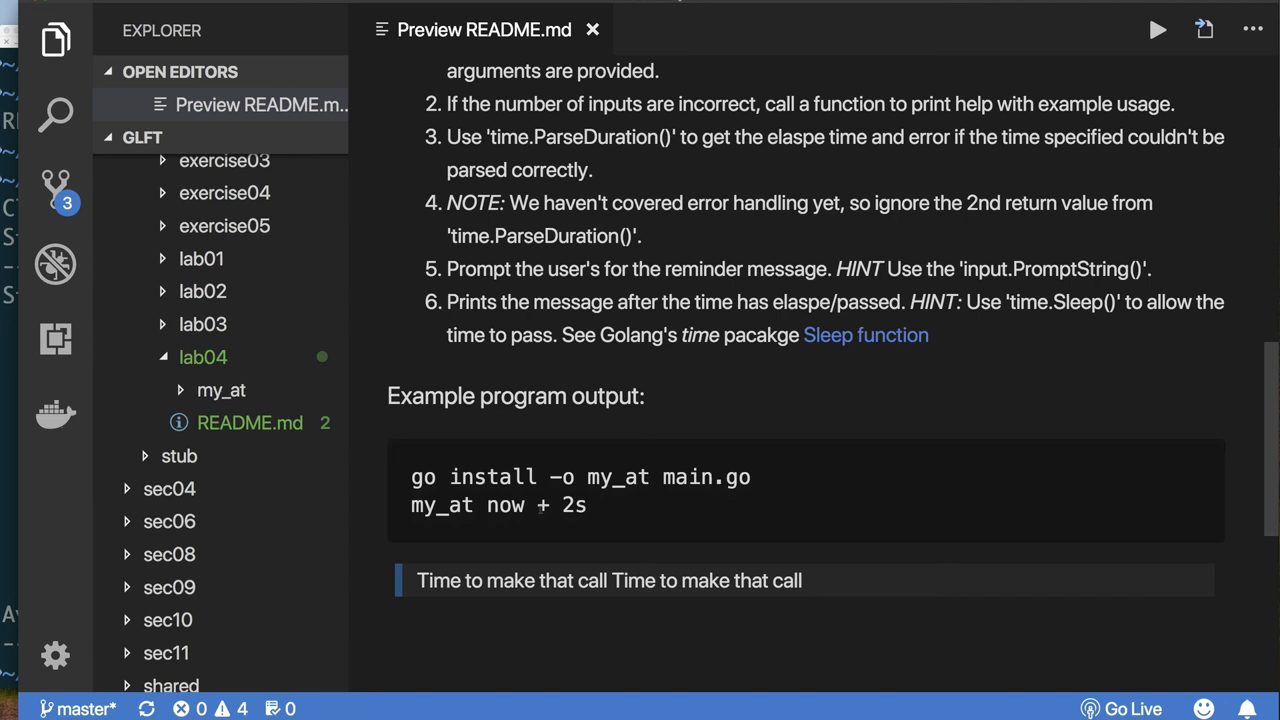 EXPLORER
Preview README.md
OPEN EDITORS
Preview README.m..
GLFT
exercise03
exercise04
exercise05
lab01
lab02
lab03
lab04
my_at
README.md 2
stub
sec04
sec06
sec08
sec09
sec10
sec11
shared
3
arguments are provided.
2. If the number of inputs are incorrect, call a function to print help with example usage.
3. Use 'time.ParseDuration()' to get the elaspe time and error if the time specified couldn't be
parsed correctly.
4. NOTE: We haven't covered error handling yet, so ignore the 2nd return value from
'time.ParseDuration()'.
5. Prompt the user's for the reminder message. HINT Use the 'input.PromptString()'.
6. Prints the message after the time has elaspe/passed. HINT: Use 'time.Sleep()' to allow the
time to pass. See Golang's time pacakge Sleep function
Example program output:
go install -o my_at main.go
my_at now + 2s
Time to make that call Time to make that call
master* 0 4 0
Go Live